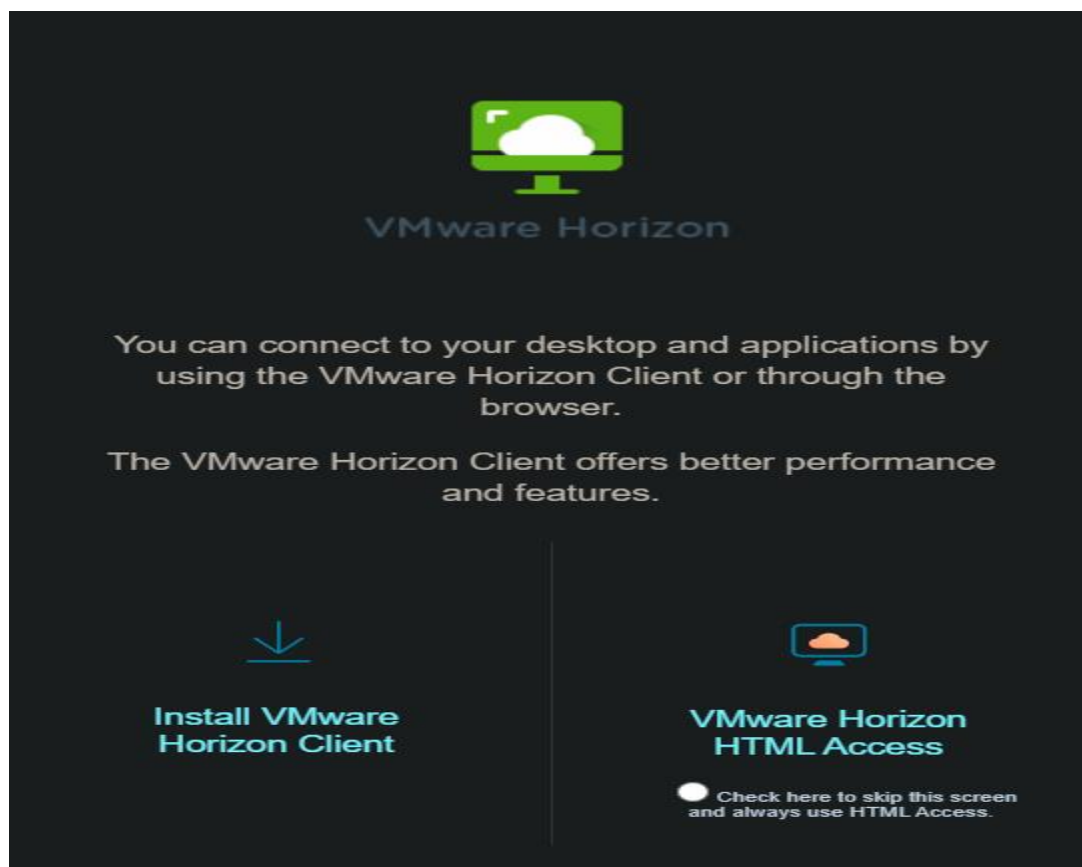 VMware Horizon
You can connect to your desktop and applications by
using the VMware Horizon Client or through the
browser.
The VMware Horizon Client offers better performance
and features.
Install VMware
Horizon Client
VMware Horizon
HTML Access
Check here to skip this screen
and always use HTML Access.